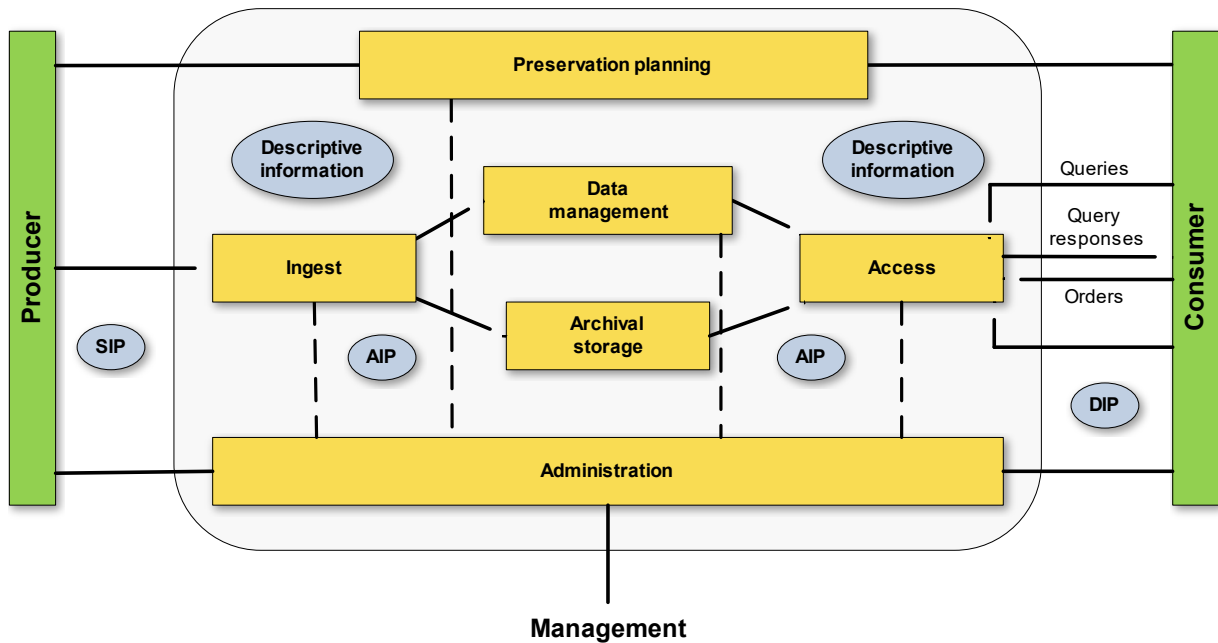 Preservation planning
Descriptive
information
Descriptive
information
Data
management
Queries
Query
responses
Producer
Ingest
Access
Consumer
Orders
Archival
storage
SIP
AIP
AIP
DIP
Administration
Management